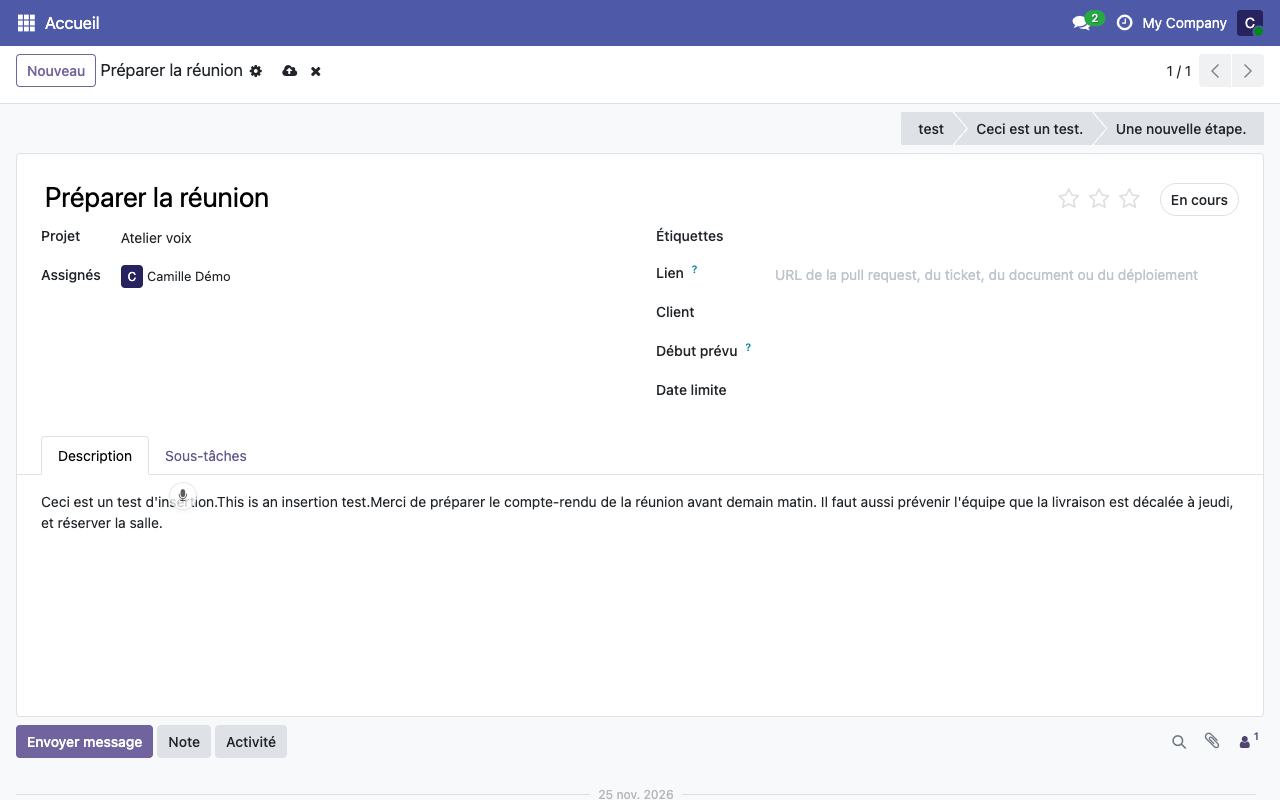 Accueil
2
My Company
C
Nouveau
Préparer la réunion
1 / 1
test
Ceci est un test.
Une nouvelle étape.
Préparer la réunion
En cours
Projet
Atelier voix
Étiquettes
Assignés
C Camille Démo
Lien ?
URL de la pull request, du ticket, du document ou du déploiement
Client
Début prévu ?
Date limite
Description
Sous-tâches
Ceci est un test d'insertion.This is an insertion test.Merci de préparer le compte-rendu de la réunion avant demain matin. Il faut aussi prévenir l'équipe que la livraison est décalée à jeudi,
et réserver la salle.
Envoyer message
Note
Activité
1
25 nov. 2026